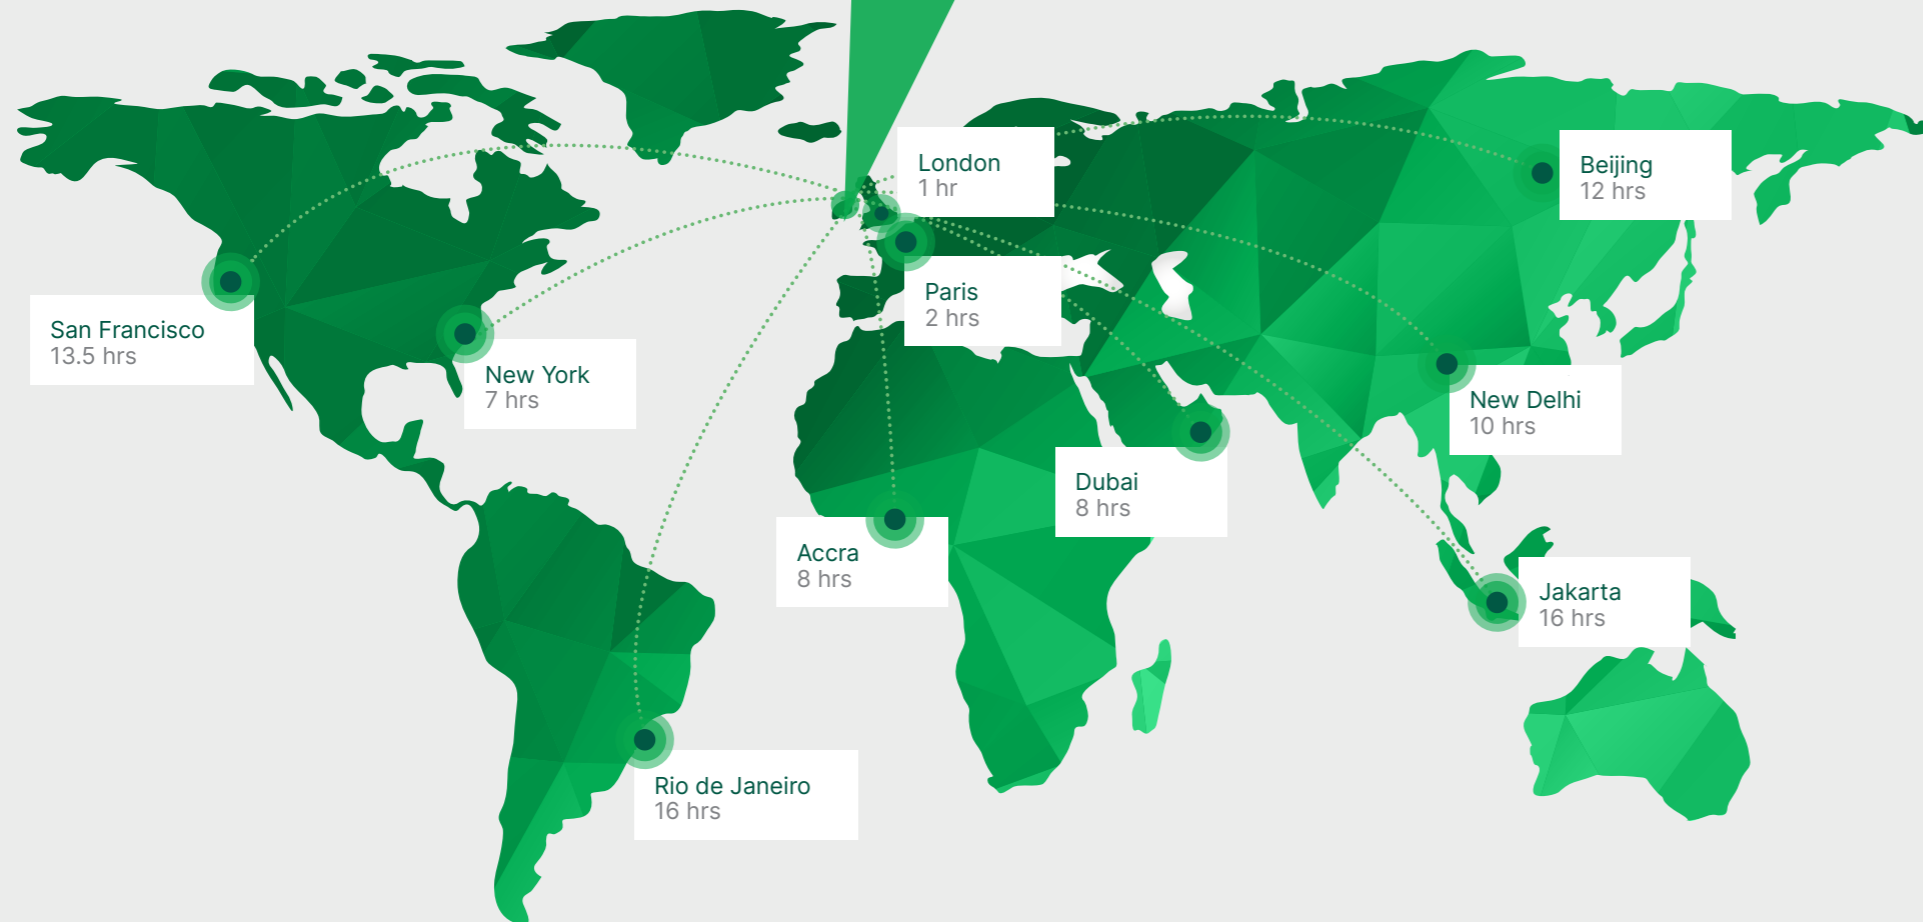 London
1 hr
Beijing
12 hrs
Paris
2 hrs
San Francisco
13.5 hrs
New York
7 hrs
New Delhi
10 hrs
Dubai
8 hrs
Accra
8 hrs
Jakarta
16 hrs
Rio de Janeiro
16 hrs